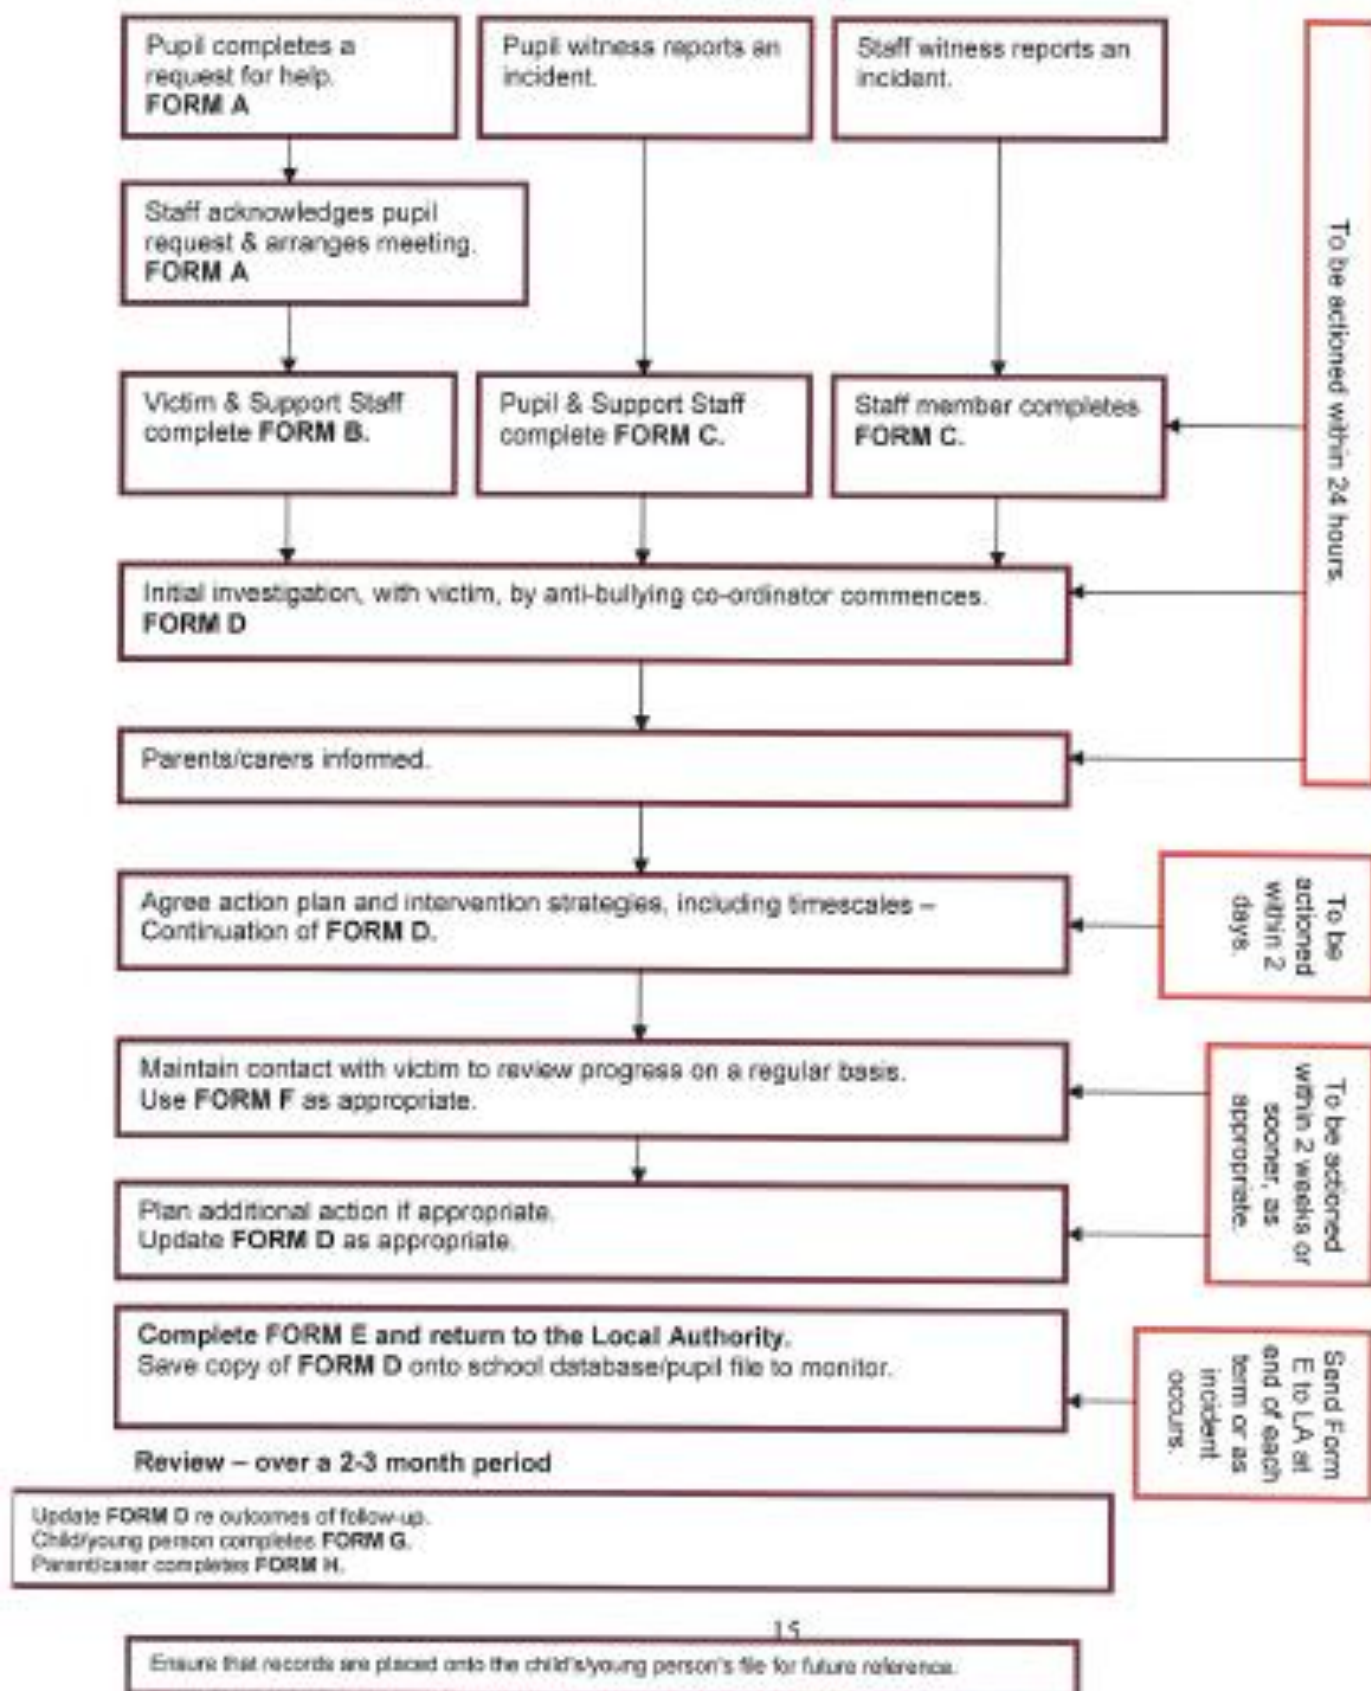 Pupil completes a
request for help.
FORM A
Pupil witness reports an
incident.
Staff witness reports an
incident.
Staff acknowledges pupil
request & arranges meeting.
FORM A
Victim & Support Staff
complete FORM B.
Pupil & Support Staff
complete FORM C.
Staff member completes
FORM C.
To be actioned within 24 hours.
Initial investigation, with victim, by anti-bullying co-ordinator commences.
FORM D
Parents/carers informed.
Agree action plan and intervention strategies, including timescales –
Continuation of FORM D.
To be
actioned
within 2
days.
Maintain contact with victim to review progress on a regular basis.
Use FORM F as appropriate.
To be actioned
within 2 weeks or
sooner, as
appropriate.
Plan additional action if appropriate.
Update FORM D as appropriate.
Complete FORM E and return to the Local Authority.
Save copy of FORM D onto school database/pupil file to monitor.
Send Form
E to LA at
end of each
term or as
incident
occurs.
Review – over a 2-3 month period
Update FORM D re outcomes of follow-up.
Child/young person completes FORM G.
Parent/carer completes FORM H.
15
Ensure that records are placed onto the child's/young person's file for future reference.